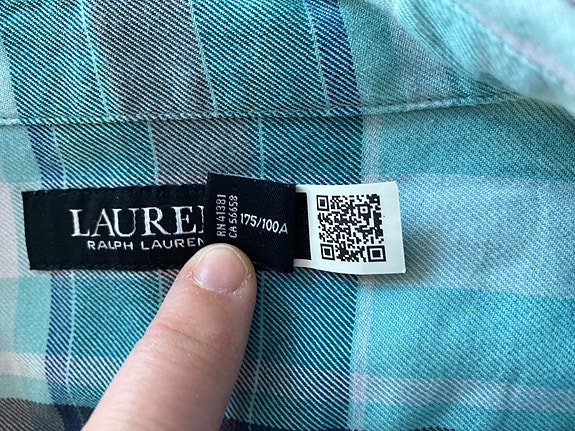 LAUREN
RALPH LAUREN
RN 41381
CA 56658
175/100A